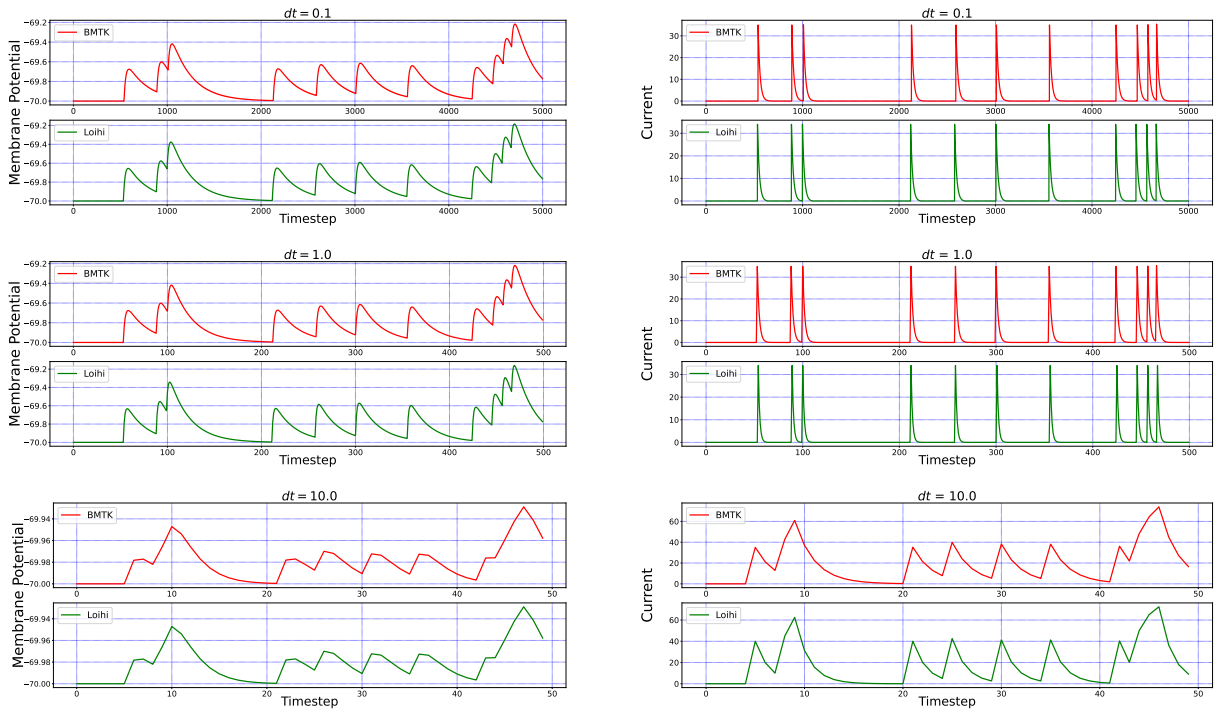 dt = 0.1
Membrane Potential
−69.2
−69.4
−69.6
−69.8
−70.0
BMTK
0 1000 2000 3000 4000 5000
−69.2
−69.4
−69.6
−69.8
−70.0
Loihi
0 1000 2000 3000 4000 5000
Timestep
dt = 0.1
Current
30
20
10
0
BMTK
0 1000 2000 3000 4000 5000
30
20
10
0
Loihi
0 1000 2000 3000 4000 5000
Timestep
dt = 1.0
Membrane Potential
−69.2
−69.4
−69.6
−69.8
−70.0
BMTK
0 100 200 300 400 500
−69.2
−69.4
−69.6
−69.8
−70.0
Loihi
0 100 200 300 400 500
Timestep
dt = 1.0
Current
30
20
10
0
BMTK
0 100 200 300 400 500
30
20
10
0
Loihi
0 100 200 300 400 500
Timestep
dt = 10.0
Membrane Potential
−69.94
−69.96
−69.98
−70.00
BMTK
0 10 20 30 40 50
−69.94
−69.96
−69.98
−70.00
Loihi
0 10 20 30 40 50
Timestep
dt = 10.0
Current
60
40
20
0
BMTK
0 10 20 30 40 50
60
40
20
0
Loihi
0 10 20 30 40 50
Timestep